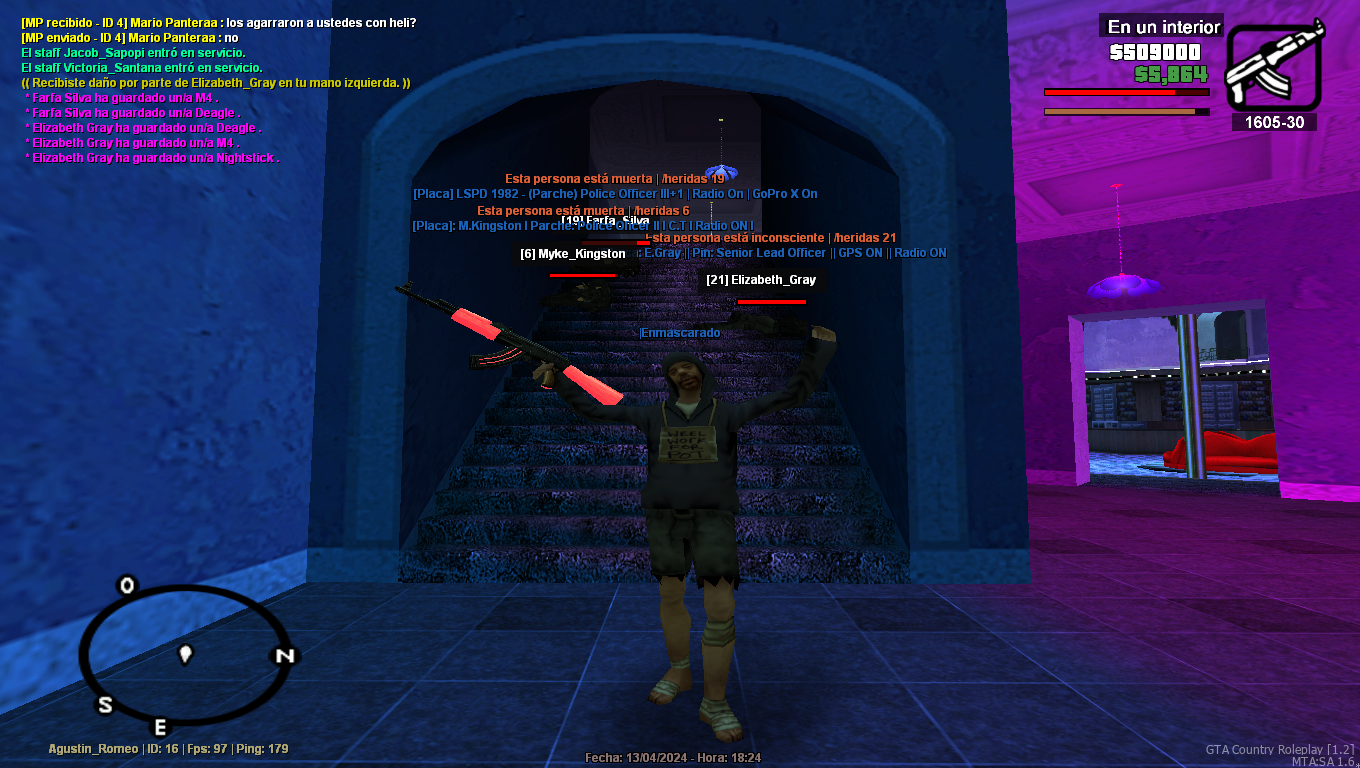 [MP recibido - ID 4] Mario Panteraa : los agarraron a ustedes con heli?
[MP enviado - ID 4] Mario Panteraa : no
El staff Jacob_Sapopi entró en servicio.
El staff Victoria_Santana entró en servicio.
(( Recibiste daño por parte de Elizabeth_Gray en tu mano izquierda. ))
* Farfa Silva ha guardado un/a M4 .
* Farfa Silva ha guardado un/a Deagle .
* Elizabeth Gray ha guardado un/a Deagle .
* Elizabeth Gray ha guardado un/a M4 .
* Elizabeth Gray ha guardado un/a Nightstick .
En un interior
$509000
$5,864
1605-30
Esta persona está muerta | /heridas 19
[Placa] LSPD 1982 - (Parche) Police Officer III+1 | Radio On | GoPro X On
Esta persona está muerta | /heridas 6
[19] Farfa_Silva
[Placa]: M.Kingston I Parche: Police Officer II I C.T I Radio ON I
Esta persona está inconsciente | /heridas 21
[6] Myke_Kingston
: E.Gray || Pin: Senior Lead Officer || GPS ON || Radio ON
[21] Elizabeth_Gray
|Enmascarado
WEEL
WORK
FOR
POT
O
N
S
E
Agustin_Romeo | ID: 16 | Fps: 97 | Ping: 179
Fecha: 13/04/2024 - Hora: 18:24
GTA Country Roleplay [1.2]
MTA:SA 1.6